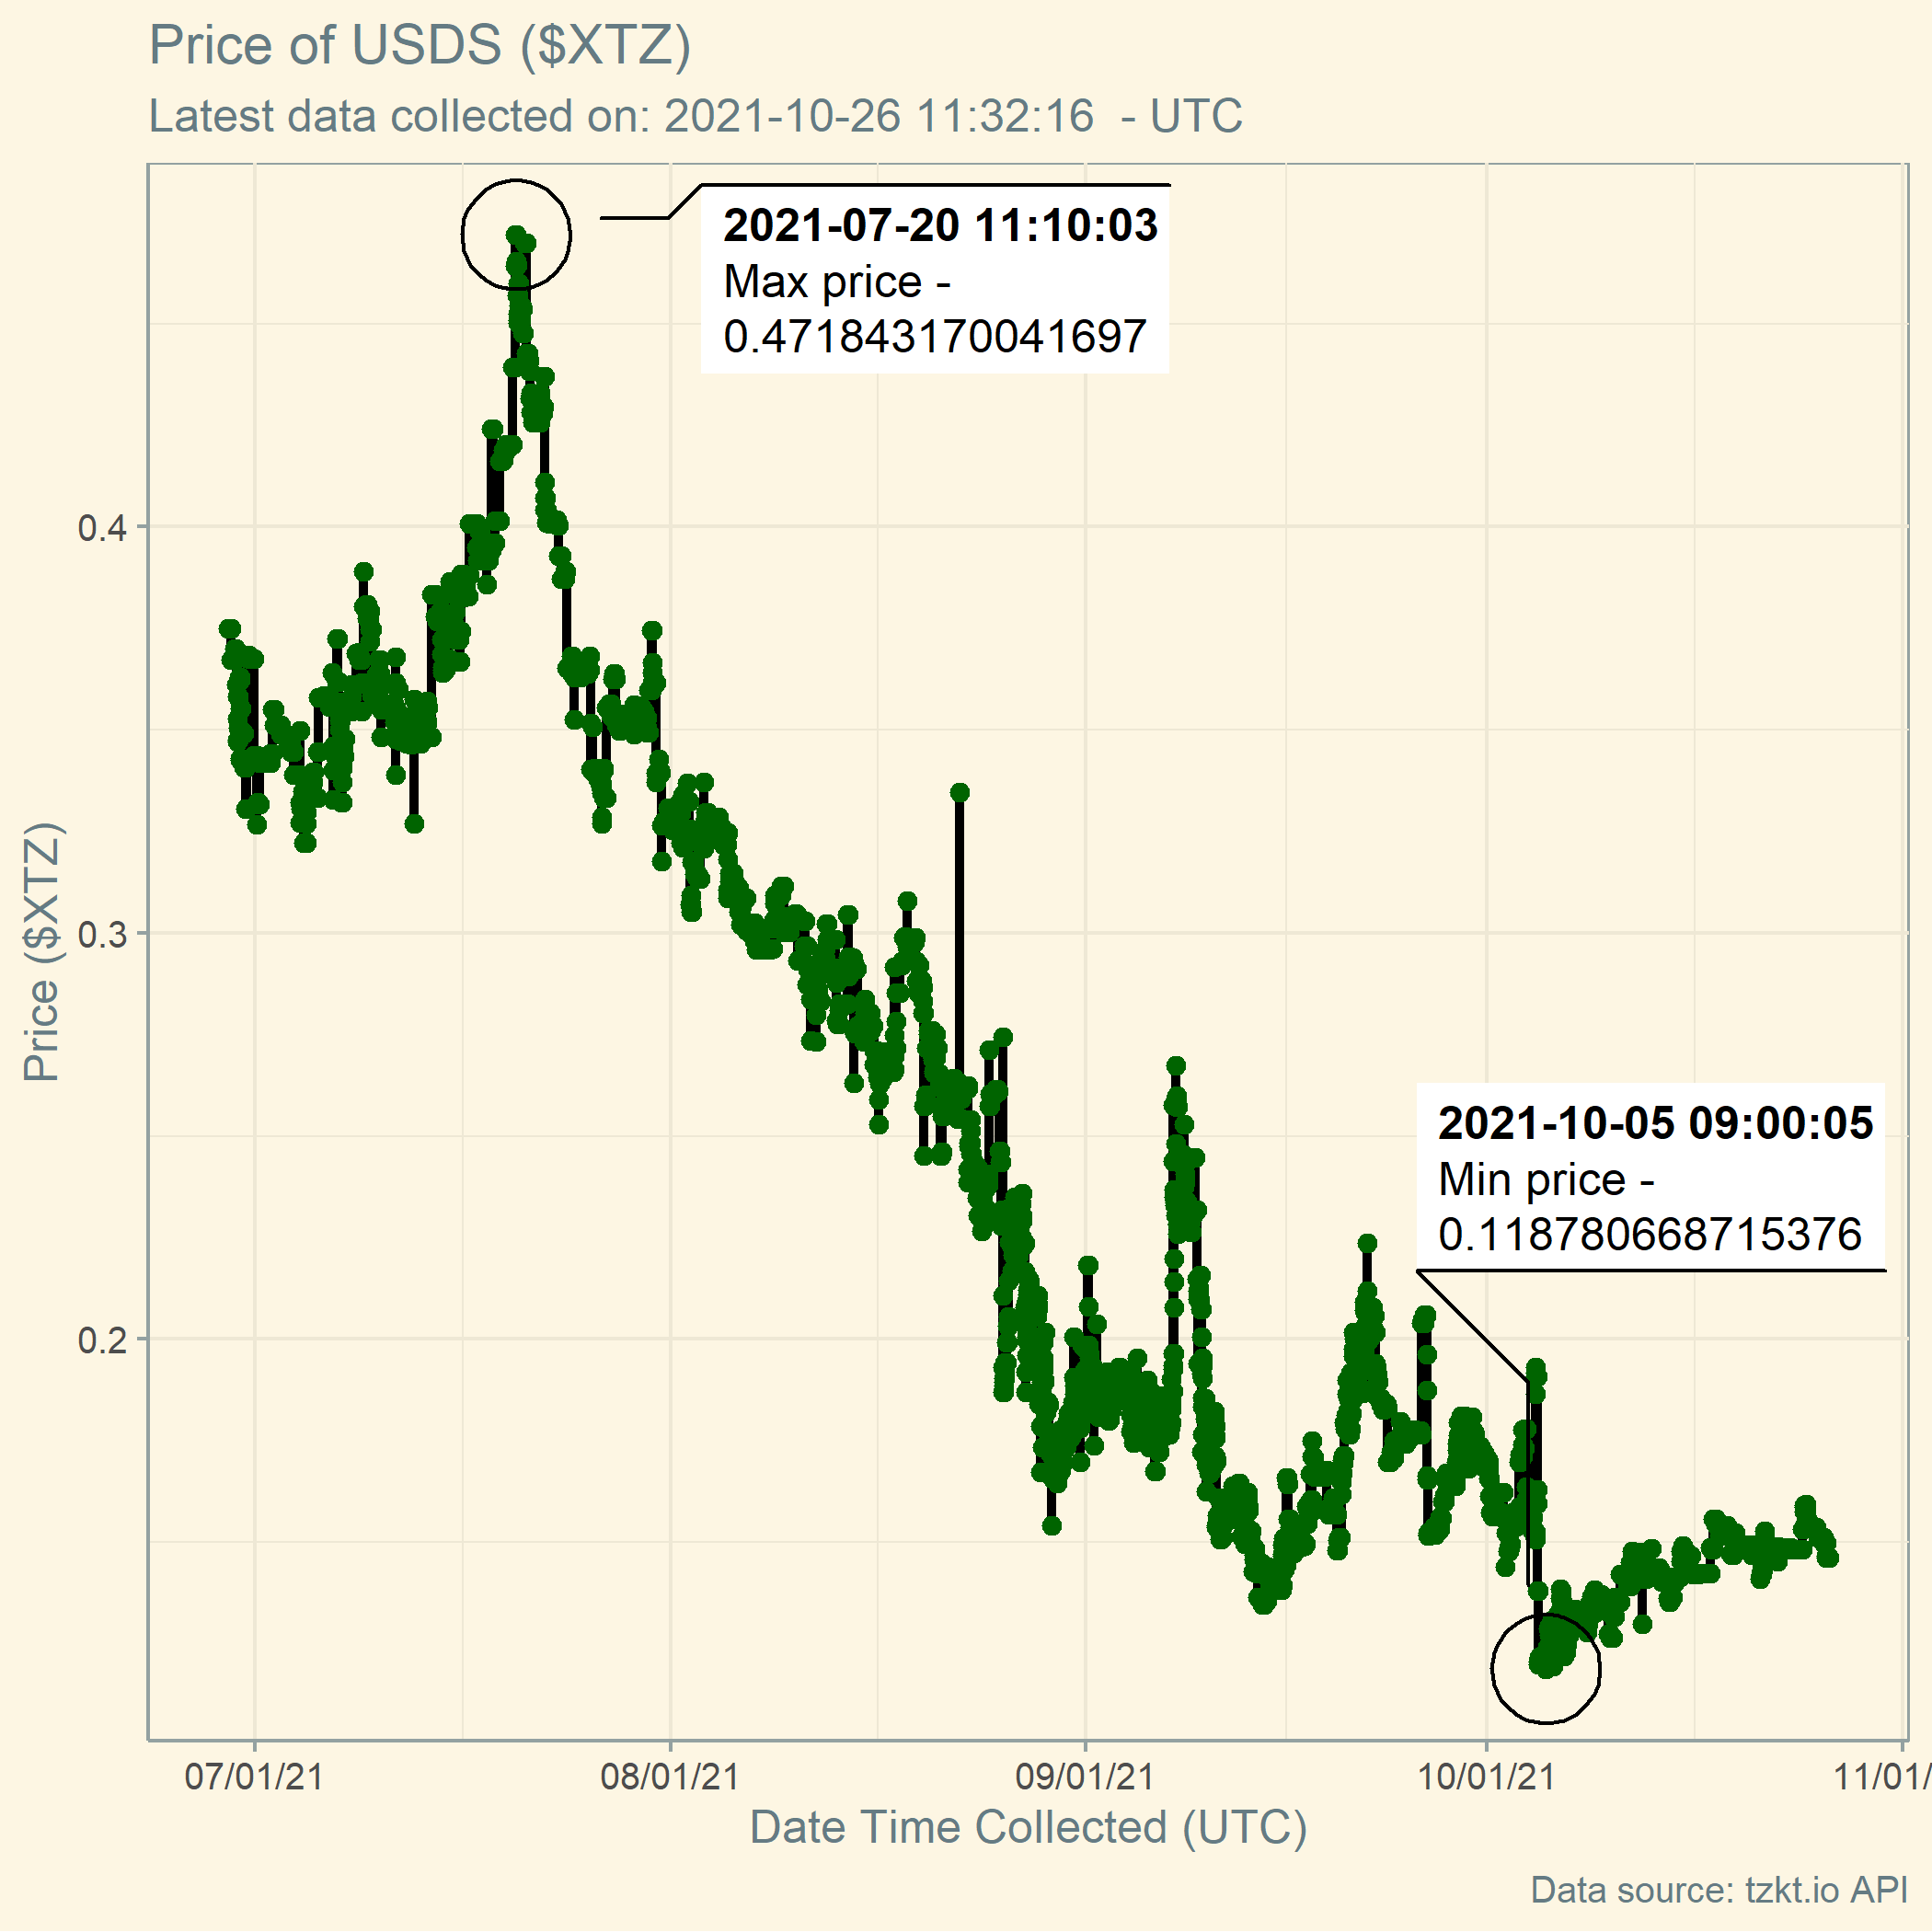 Price of USDS ($XTZ)
Latest data collected on: 2021-10-26 11:32:16  - UTC
2021-07-20 11:10:03
Max price -
0.471843170041697
0.4
0.3
0.2
Price ($XTZ)
2021-10-05 09:00:05
Min price -
0.118780668715376
07/01/21
08/01/21
09/01/21
10/01/21
11/01/
Date Time Collected (UTC)
Data source: tzkt.io API